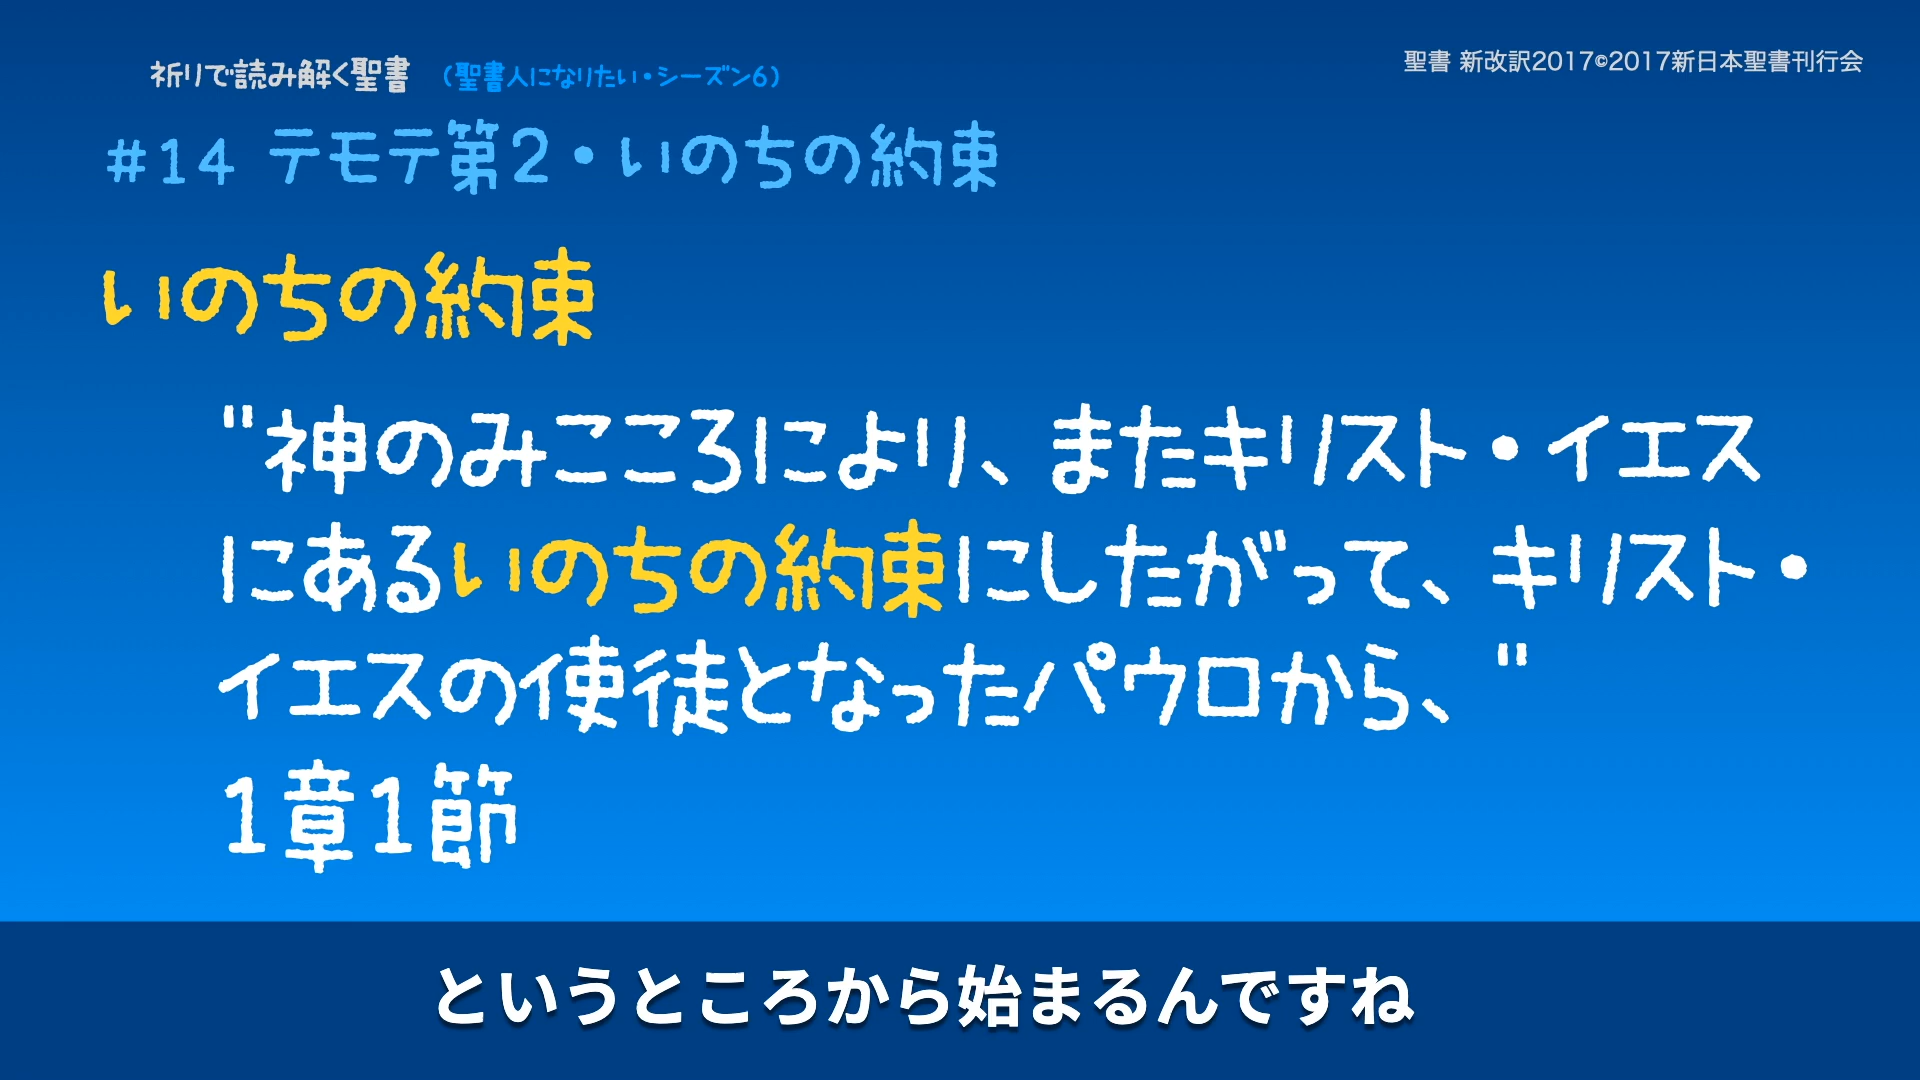 祈りで読み解く聖書 (聖書人になりたい・シーズン6)
聖書 新改訳2017©2017新日本聖書刊行会
#14 テモテ第2・いのちの約束
いのちの約束
"神のみこころにより、またキリスト・イエス
にあるいのちの約束にしたがって、キリスト・
イエスの使徒となったパウロから、"
1章1節
というところから始まるんですね